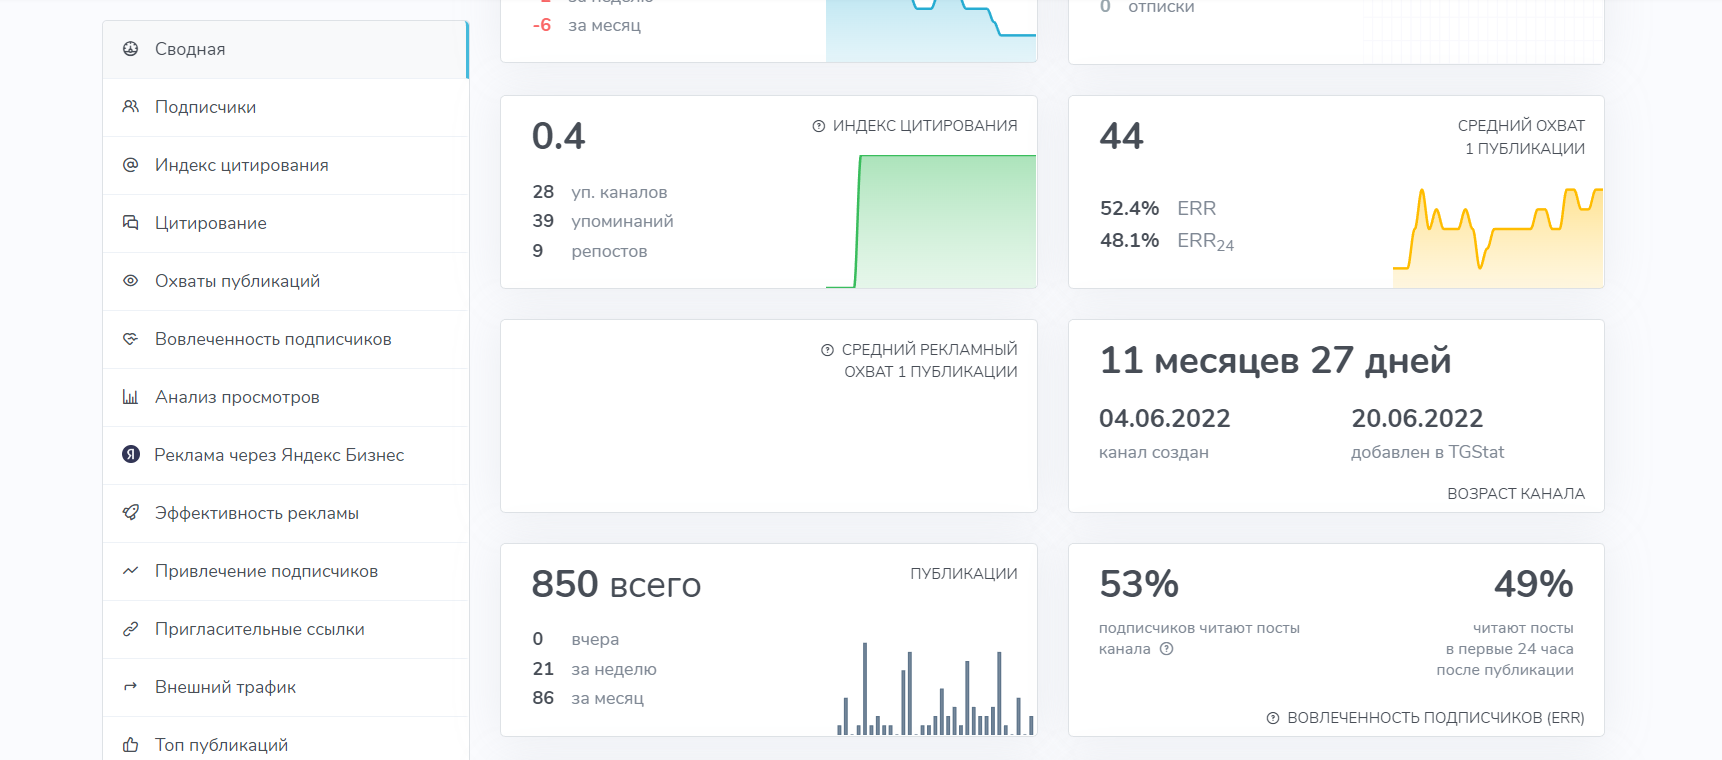 Сводная
Подписчики
Индекс цитирования
Цитирование
Охваты публикаций
Вовлеченность подписчиков
Анализ просмотров
Реклама через Яндекс Бизнес
Эффективность рекламы
Привлечение подписчиков
Пригласительные ссылки
Внешний трафик
Топ публикаций
-6 за месяц
0 отписки
0.4
ИНДЕКС ЦИТИРОВАНИЯ
28 уп. каналов
39 упоминаний
9 репостов
44
СРЕДНИЙ ОХВАТ
1 ПУБЛИКАЦИИ
52.4% ERR
48.1% ERR24
СРЕДНИЙ РЕКЛАМНЫЙ
ОХВАТ 1 ПУБЛИКАЦИИ
11 месяцев 27 дней
04.06.2022
канал создан
20.06.2022
добавлен в TGStat
ВОЗРАСТ КАНАЛА
850 всего
ПУБЛИКАЦИИ
0 вчера
21 за неделю
86 за месяц
53%
подписчиков читают посты
канала
49%
читают посты
в первые 24 часа
после публикации
ВОВЛЕЧЕННОСТЬ ПОДПИСЧИКОВ (ERR)